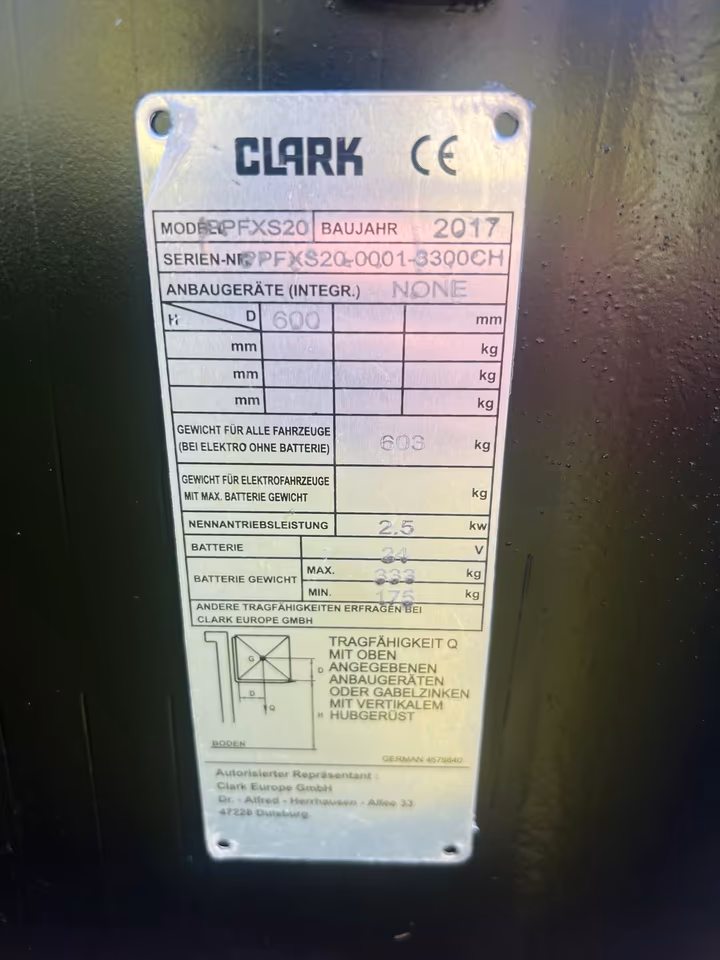 CLARK CE
MODELL PPFXS20 BAUJAHR 2017
SERIEN-NR. PPFXS20-0001-3300CH
ANBAUGERÄTE (INTEGR.) NONE
H D 600 mm
mm kg
mm kg
mm kg
GEWICHT FÜR ALLE FAHRZEUGE
(BEI ELEKTRO OHNE BATTERIE) 603 kg
GEWICHT FÜR ELEKTROFAHRZEUGE
MIT MAX. BATTERIE GEWICHT kg
NENNANTRIEBSLEISTUNG 2.5 kw
BATTERIE 24 V
BATTERIE GEWICHT MAX. 333 kg
MIN. 175 kg
ANDERE TRAGFÄHIGKEITEN ERFRAGEN BEI
CLARK EUROPE GMBH
TRAGFÄHIGKEIT Q
MIT OBEN
ANGEGEBENEN
ANBAUGERÄTEN
ODER GABELZINKEN
MIT VERTIKALEM
HUBGERÜST
G
D
D
Q
H
BODEN
GERMAN
Autorisierter Repräsentant :
Clark Europe GmbH
Dr. - Alfred - Herrhausen - Allee 33
47228 Duisburg